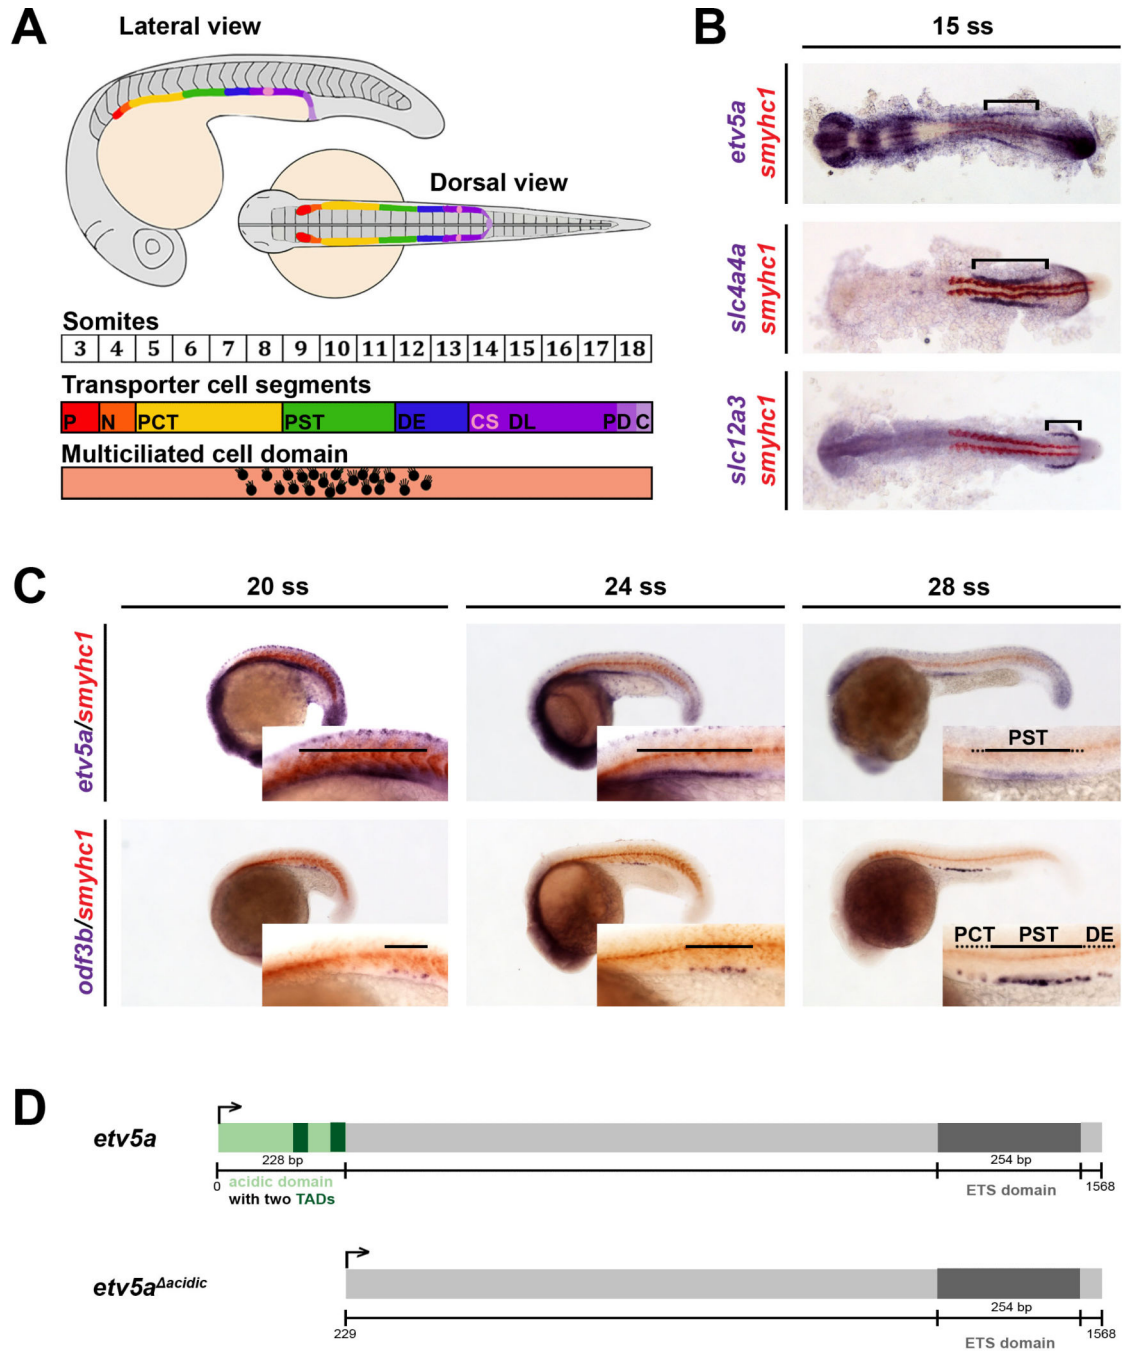 A
Lateral view
Dorsal view
Somites
3 4 5 6 7 8 9 10 11 12 13 14 15 16 17 18
Transporter cell segments
P N PCT PST DE CS DL PD C
Multiciliated cell domain
B
15 ss
etv5a
smyhc1
slc4a4a
smyhc1
slc12a3
smyhc1
C
20 ss
24 ss
28 ss
etv5a/smyhc1
PST
odf3b/smyhc1
PCT PST DE
D
etv5a
228 bp
254 bp
0
acidic domain
with two TADs
ETS domain
1568
etv5aΔacidic
254 bp
229
ETS domain
1568